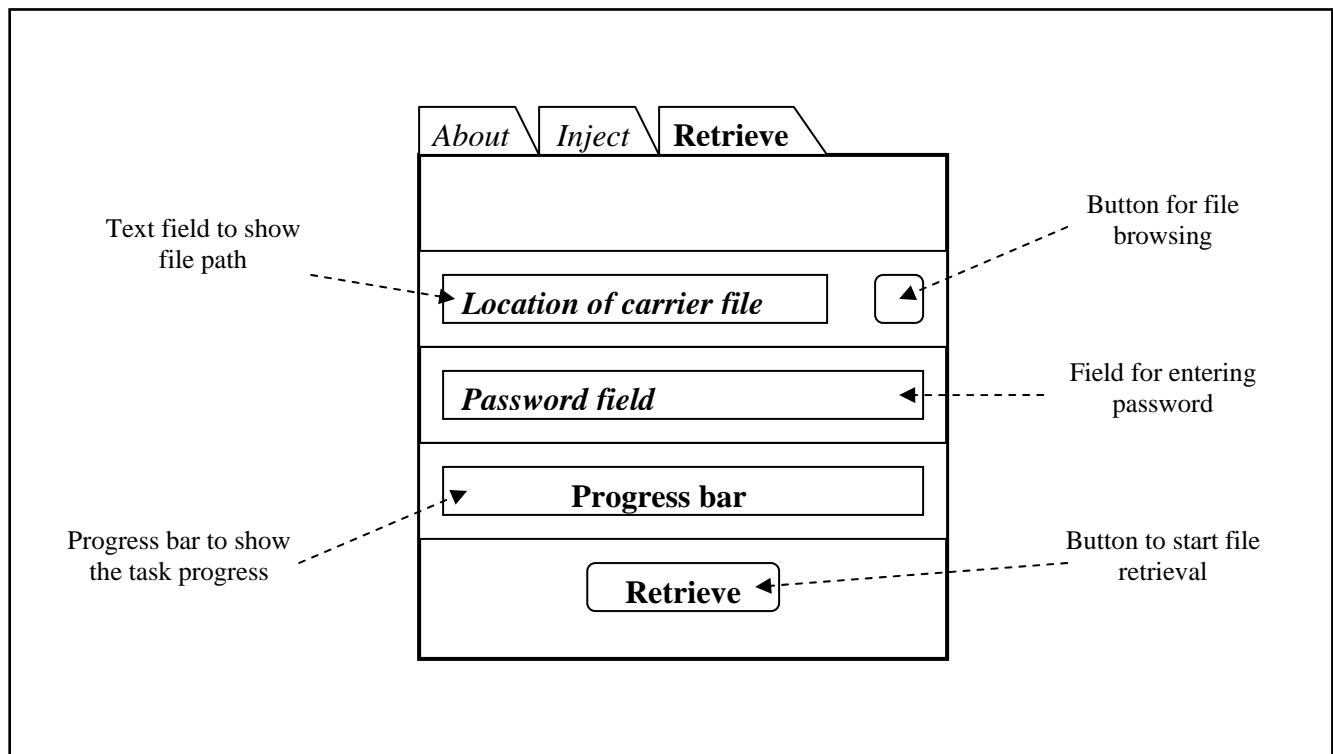 About Inject Retrieve
Text field to show
file path
Button for file
browsing
Location of carrier file
Password field
Field for entering
password
Progress bar
Progress bar to show
the task progress
Button to start file
retrieval
Retrieve